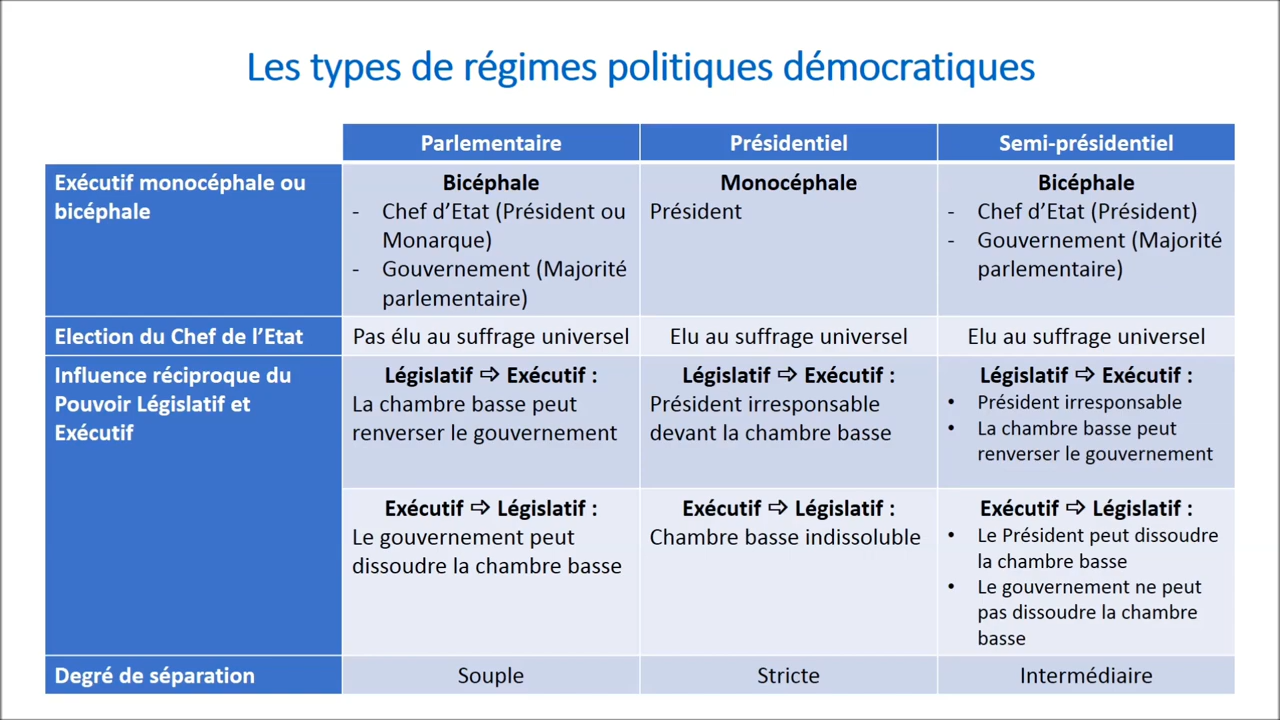 Les types de régimes politiques démocratiques
Parlementaire
Présidentiel
Semi-présidentiel
Exécutif monocéphale ou
bicéphale
Bicéphale
- Chef d’Etat (Président ou
Monarque)
- Gouvernement (Majorité
parlementaire)
Monocéphale
Président
Bicéphale
- Chef d’Etat (Président)
- Gouvernement (Majorité
parlementaire)
Election du Chef de l’Etat
Pas élu au suffrage universel
Elu au suffrage universel
Elu au suffrage universel
Influence réciproque du
Pouvoir Législatif et
Exécutif
Législatif ⇨ Exécutif :
La chambre basse peut
renverser le gouvernement
Législatif ⇨ Exécutif :
Président irresponsable
devant la chambre basse
Législatif ⇨ Exécutif :
• Président irresponsable
• La chambre basse peut
renverser le gouvernement
Exécutif ⇨ Législatif :
Le gouvernement peut
dissoudre la chambre basse
Exécutif ⇨ Législatif :
Chambre basse indissoluble
Exécutif ⇨ Législatif :
• Le Président peut dissoudre
la chambre basse
• Le gouvernement ne peut
pas dissoudre la chambre
basse
Degré de séparation
Souple
Stricte
Intermédiaire